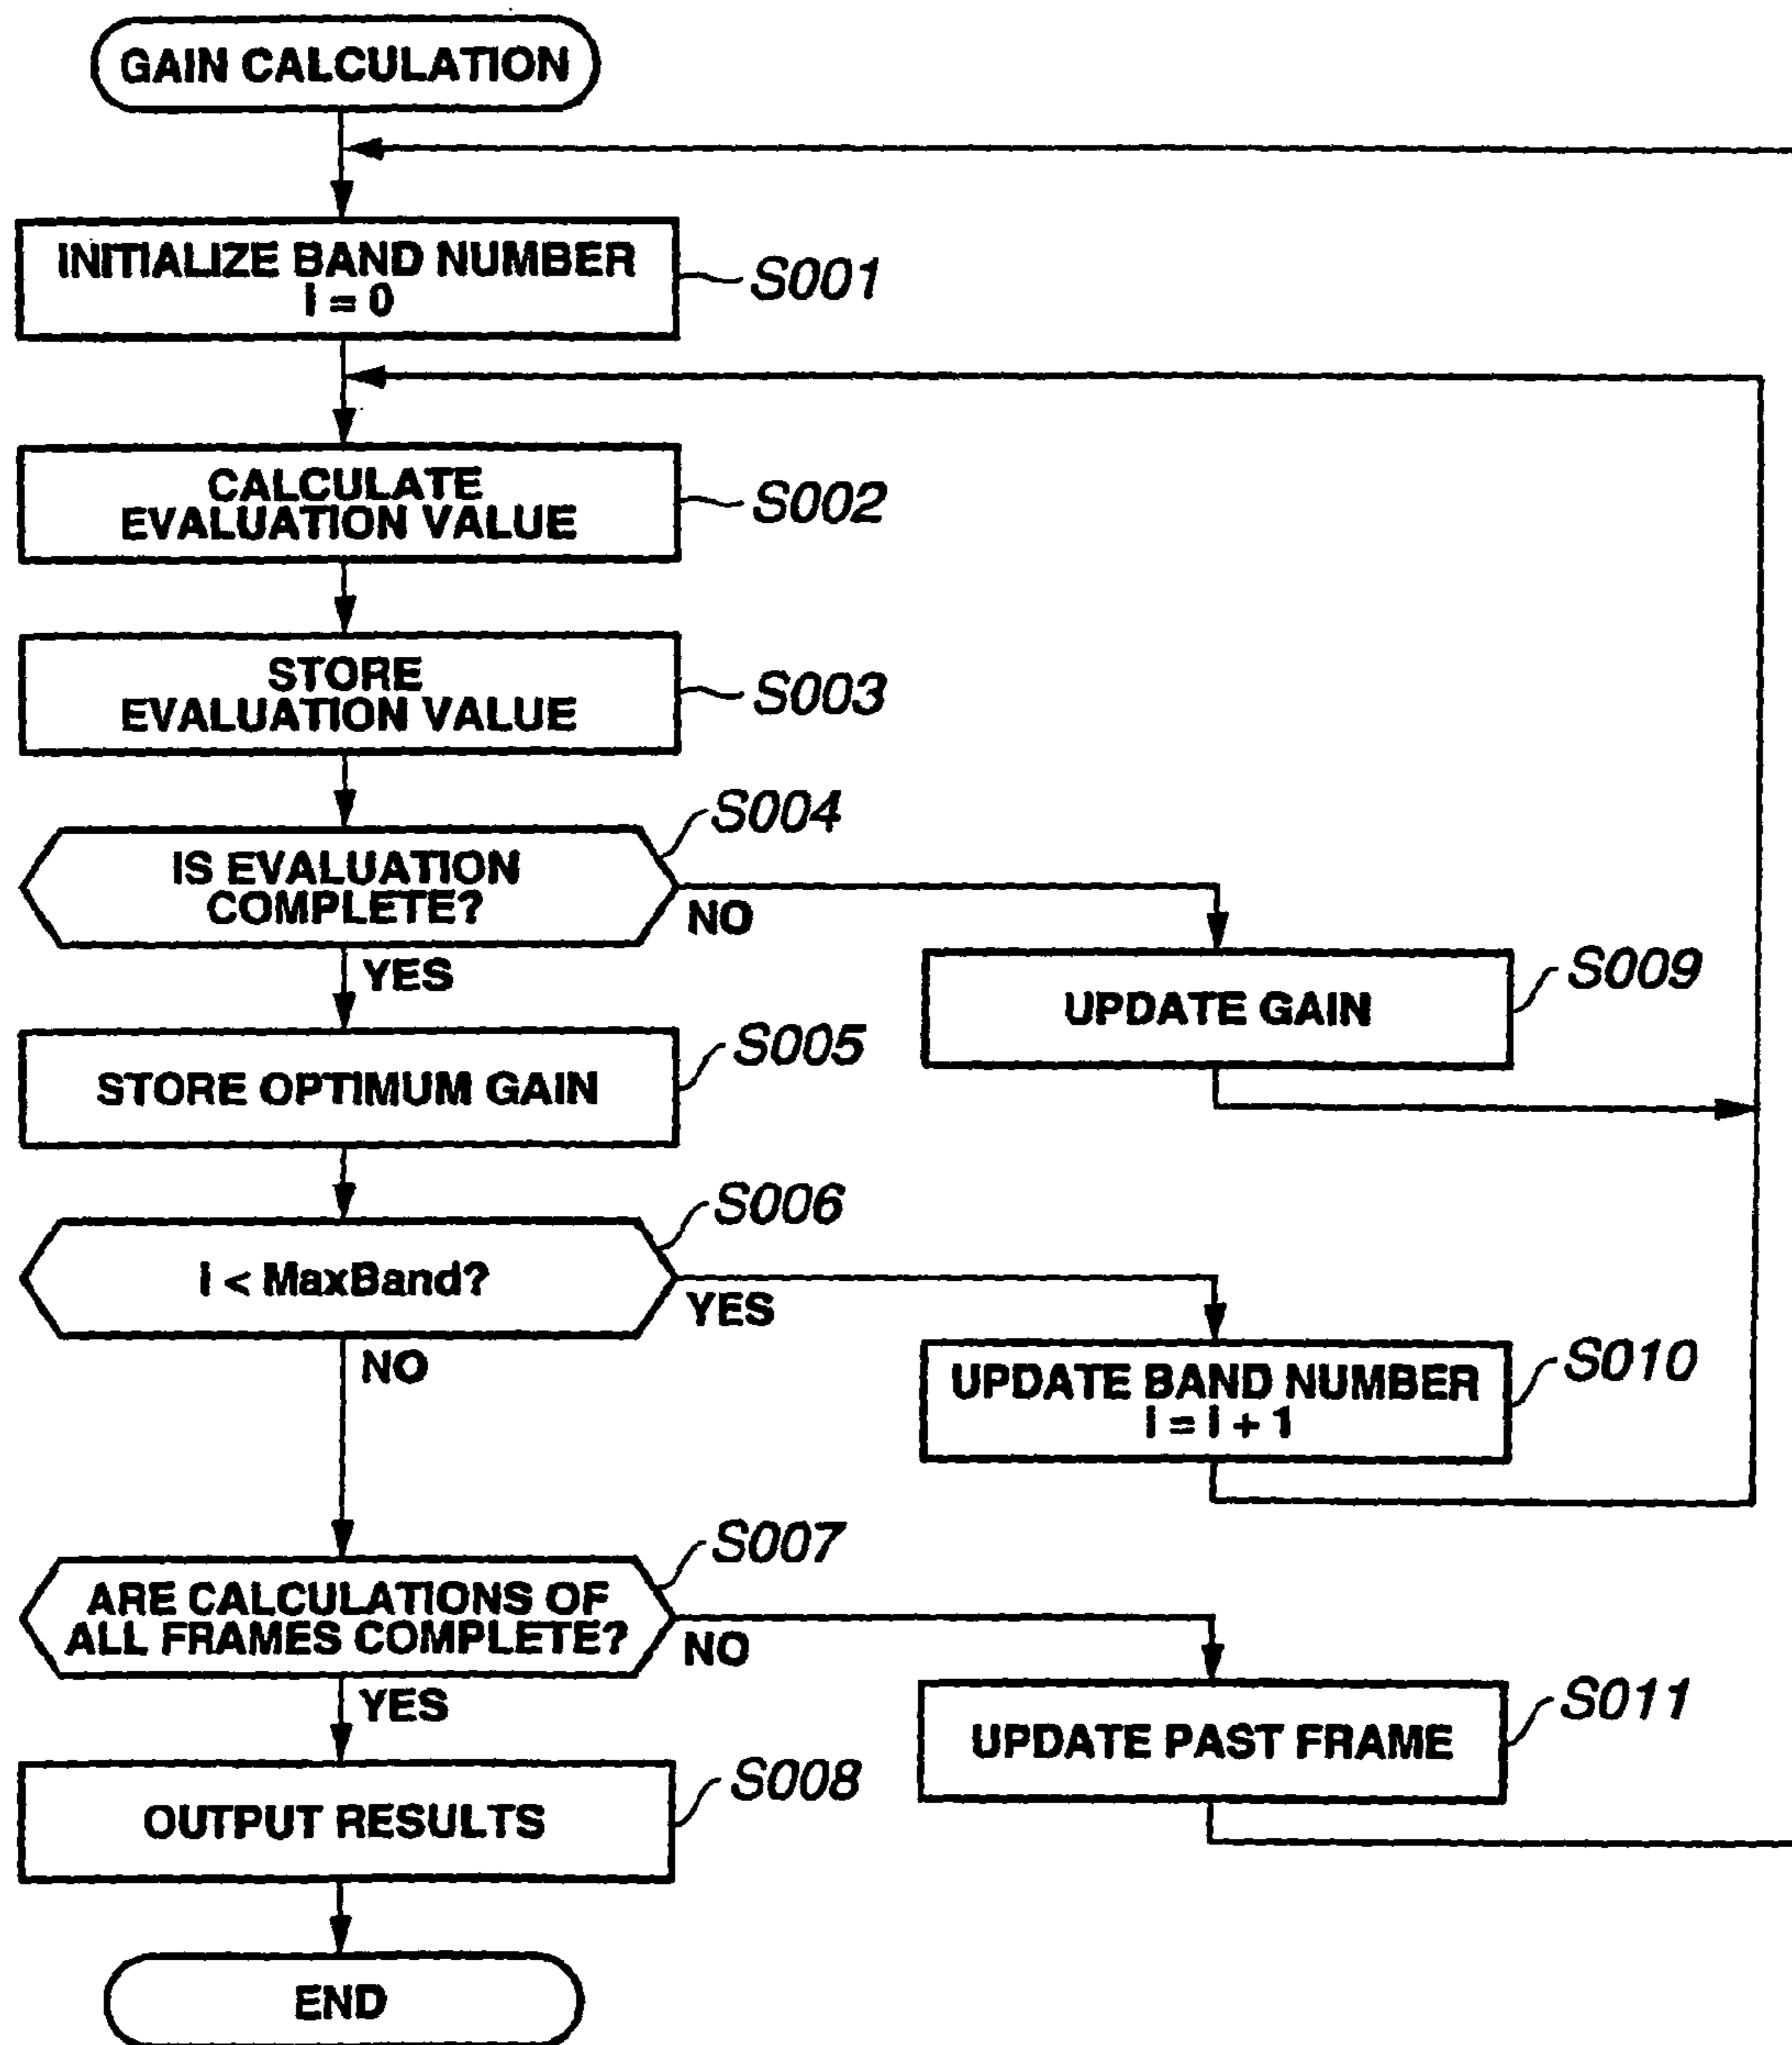 GAIN CALCULATION
INITIALIZE BAND NUMBER
i = 0
S001
CALCULATE
EVALUATION VALUE
S002
STORE
EVALUATION VALUE
S003
IS EVALUATION
COMPLETE?
S004
NO
YES
UPDATE GAIN
S009
STORE OPTIMUM GAIN
S005
i < MaxBand?
S006
YES
NO
UPDATE BAND NUMBER
i = i + 1
S010
ARE CALCULATIONS OF
ALL FRAMES COMPLETE?
S007
NO
YES
UPDATE PAST FRAME
S011
OUTPUT RESULTS
S008
END